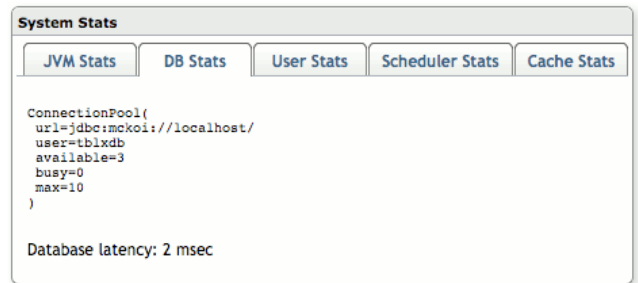 System Stats
JVM Stats DB Stats User Stats Scheduler Stats Cache Stats
ConnectionPool(
url=jdbc:mckoi://localhost/
user=tblxdb
available=3
busy=0
max=10
)
Database latency: 2 msec